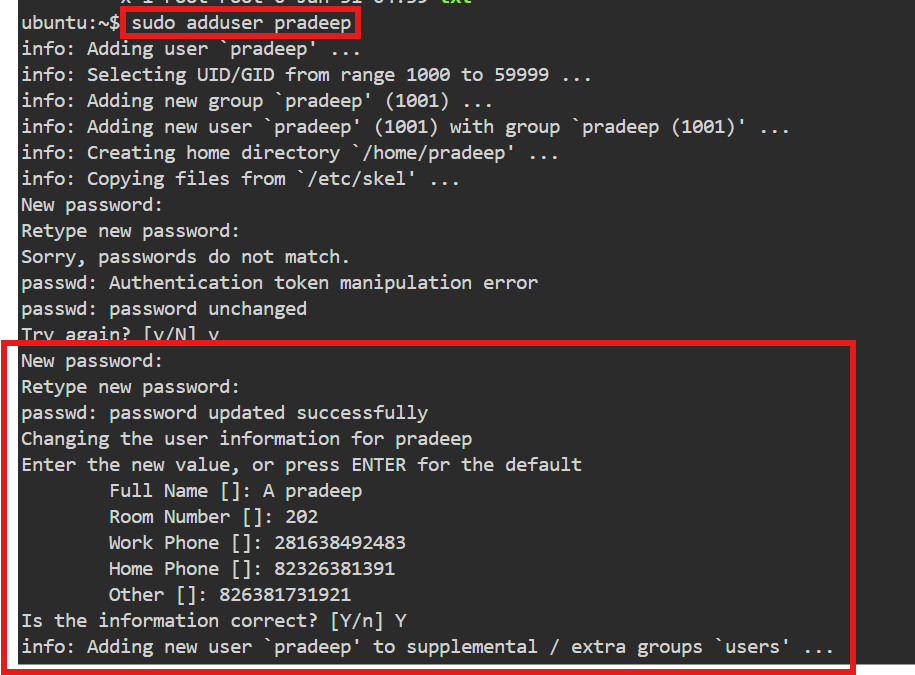 ubuntu:~$ sudo adduser pradeep
info: Adding user `pradeep' ...
info: Selecting UID/GID from range 1000 to 59999 ...
info: Adding new group `pradeep' (1001) ...
info: Adding new user `pradeep' (1001) with group `pradeep (1001)' ...
info: Creating home directory `/home/pradeep' ...
info: Copying files from `/etc/skel' ...
New password:
Retype new password:
Sorry, passwords do not match.
passwd: Authentication token manipulation error
passwd: password unchanged
Try again? [y/N] y
New password:
Retype new password:
passwd: password updated successfully
Changing the user information for pradeep
Enter the new value, or press ENTER for the default
Full Name []: A pradeep
Room Number []: 202
Work Phone []: 281638492483
Home Phone []: 82326381391
Other []: 826381731921
Is the information correct? [Y/n] Y
info: Adding new user `pradeep' to supplemental / extra groups `users' ...